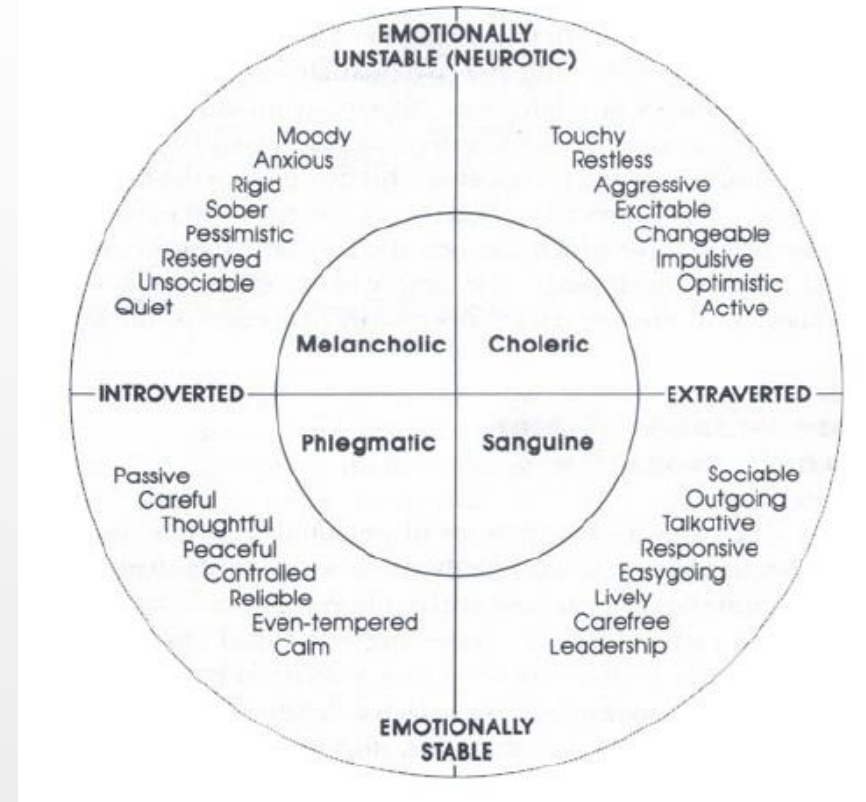 EMOTIONALLY
UNSTABLE (NEUROTIC)
Moody
Anxious
Rigid
Sober
Pessimistic
Reserved
Unsociable
Quiet
Touchy
Restless
Aggressive
Excitable
Changeable
Impulsive
Optimistic
Active
Melancholic
Choleric
INTROVERTED
EXTRAVERTED
Phlegmatic
Sanguine
Passive
Careful
Thoughtful
Peaceful
Controlled
Reliable
Even-tempered
Calm
Sociable
Outgoing
Talkative
Responsive
Easygoing
Lively
Carefree
Leadership
EMOTIONALLY
STABLE